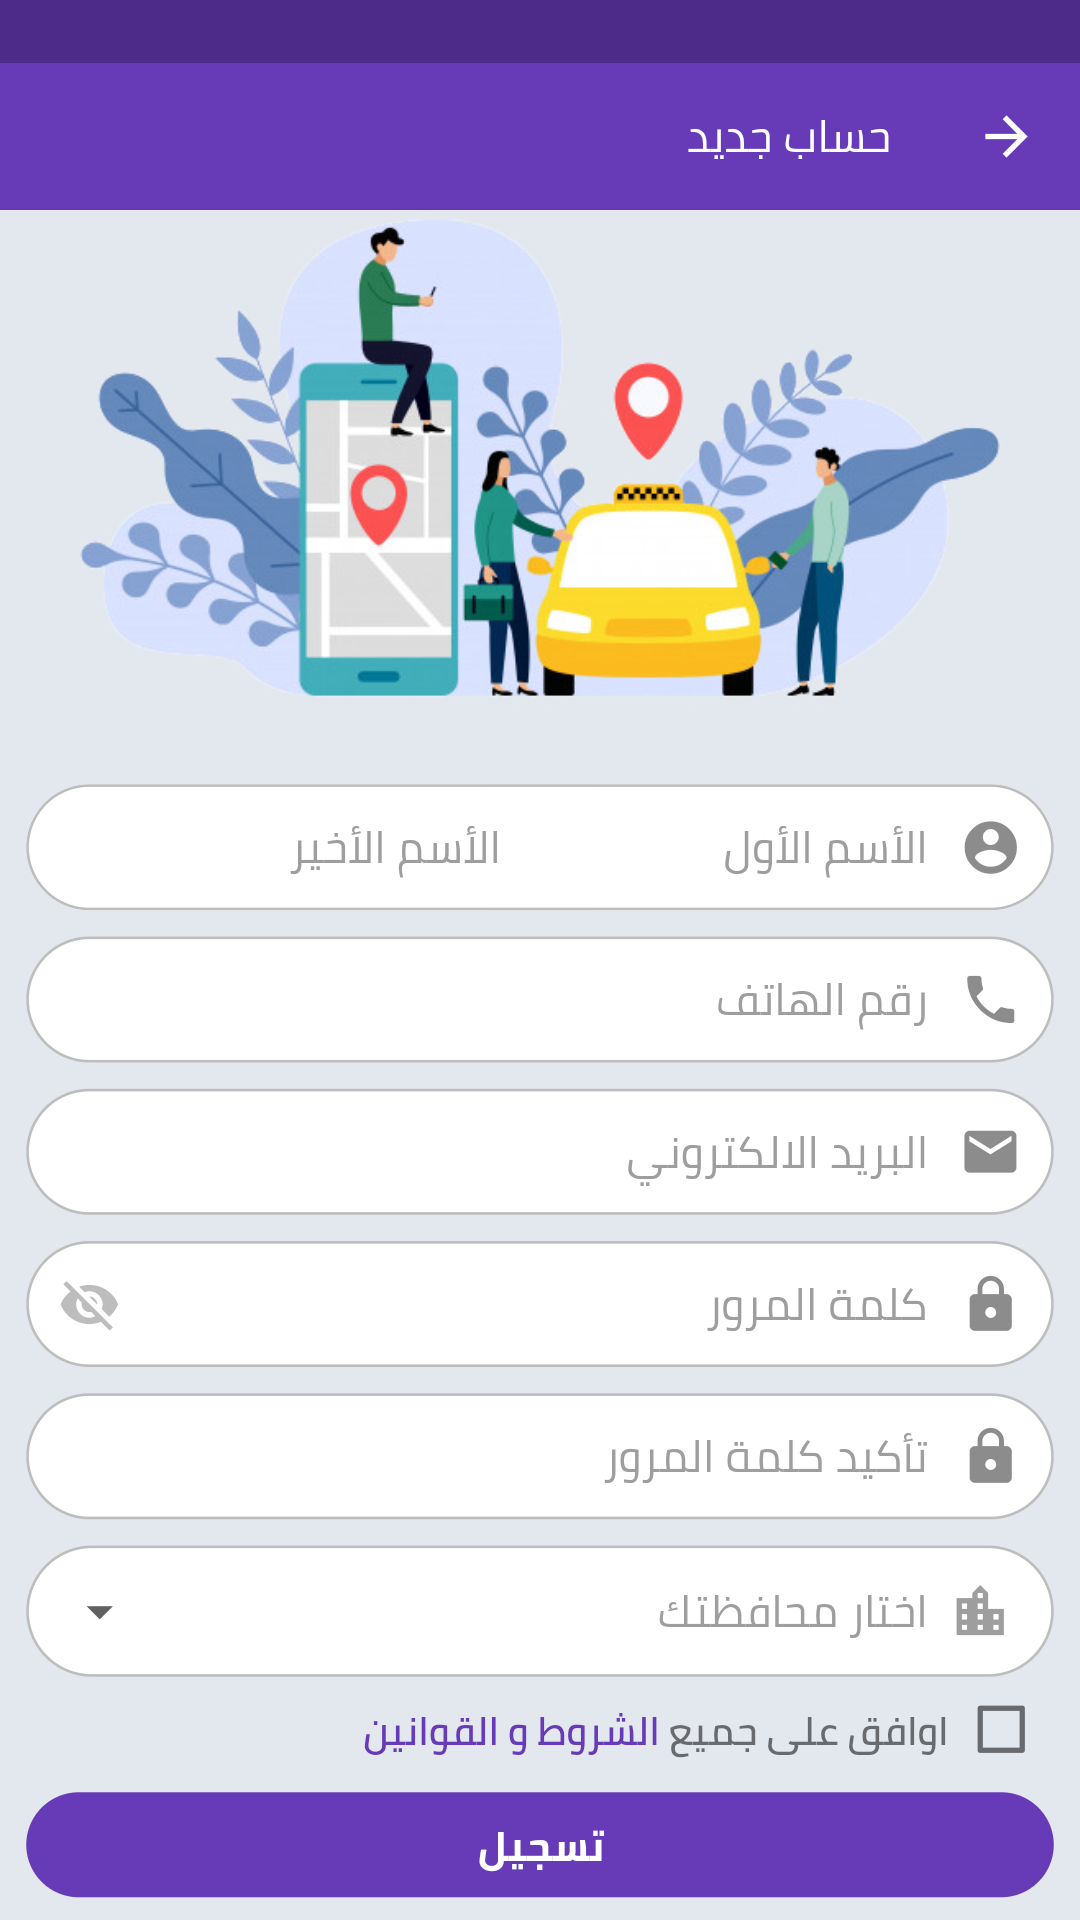 حساب جديد
الأسم الأول الأسم الأخير
رقم الهاتف
البريد الالكتروني
كلمة المرور
تأكيد كلمة المرور
اختار محافظتك
اوافق على جميع الشروط و القوانين
تسجيل